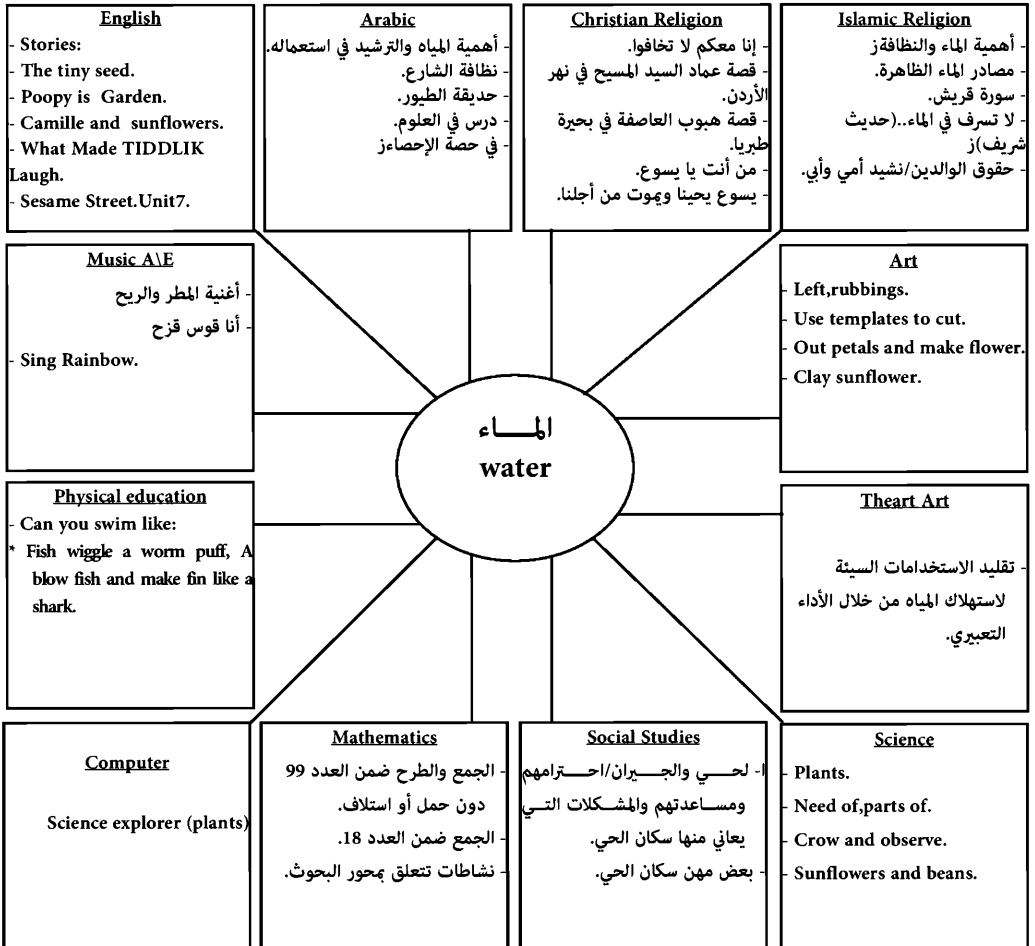 English
- Stories:
- The tiny seed.
- Poopy is Garden.
- Camille and sunflowers.
- What Made TIDDLIK
Laugh.
- Sesame Street.Unit7.
Arabic
- أهمية المياه والترشيد في استعماله.
- نظافة الشارع.
- حديقة الطيور.
- درس في العلوم.
- في حصة الإحصاءز
Christian Religion
- إنا معكم لا تخافوا.
- قصة عماد السيد المسيح في نهر
الأردن.
- قصة هبوب العاصفة في بحيرة
طبريا.
- من أنت يا يسوع.
- يسوع يحينا ويموت من أجلنا.
Islamic Religion
- أهمية الماء والنظافةز
- مصادر الماء الظاهرة.
- سورة قريش.
- لا تسرف في الماء..(حديث
شريف)ز
- حقوق الوالدين/نشيد أمي وأبي.
Music A\E
- أغنية المطر والريح
- أنا قوس قزح
- Sing Rainbow.
Art
- Left,rubbings.
- Use templates to cut.
- Out petals and make flower.
- Clay sunflower.
المـــاء
water
Physical education
- Can you swim like:
* Fish wiggle a worm puff, A
blow fish and make fin like a
shark.
Theart Art
- تقليد الاستخدامات السيئة
لاستهلاك المياه من خلال الأداء
التعبيري.
Computer
Science explorer (plants)
Mathematics
- الجمع والطرح ضمن العدد 99
دون حمل أو استلاف.
- الجمع ضمن العدد 18.
- نشاطات تتعلق بمحور البحوث.
Social Studies
ا- لحـــي والجـــيران/احـــترامهم
ومســاعدتهم والمشــكلات التــي
يعاني منها سكان الحي.
- بعض مهن سكان الحي.
Science
- Plants.
- Need of,parts of.
- Crow and observe.
- Sunflowers and beans.